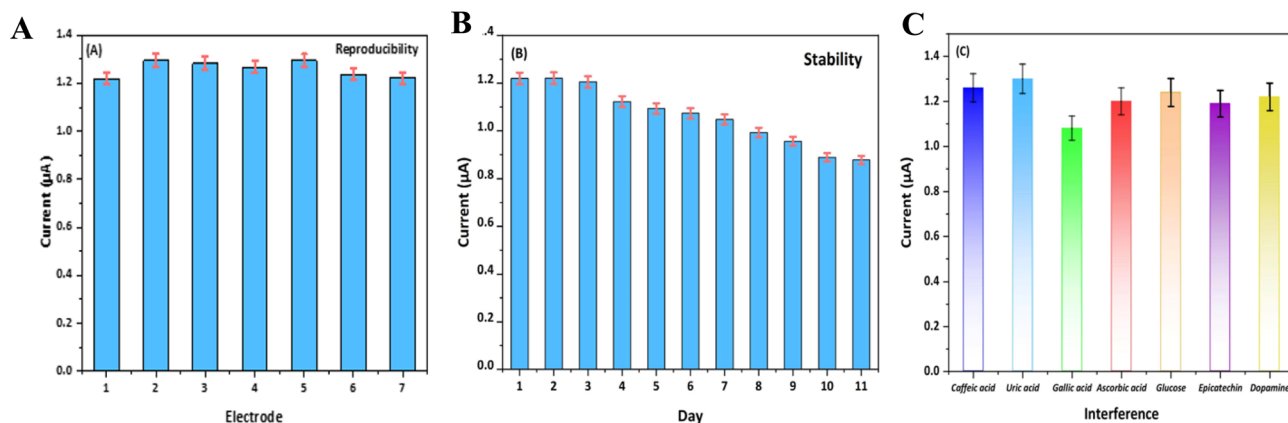 A
(A)
Reproducibility
1.4
1.2
1.0
0.8
0.6
0.4
0.2
0.0
Current (µA)
1 2 3 4 5 6 7
Electrode
B
(B)
Stability
.4
1.2
1.0
0.8
0.6
0.4
0.2
0.0
Current (µA)
1 2 3 4 5 6 7 8 9 10 11
Day
C
(C)
1.4
1.2
1.0
0.8
0.6
0.4
0.2
0.0
Current (µA)
Caffeic acid Uric acid Gallic acid Ascorbic acid Glucose Epicatechin Dopamine
Interference